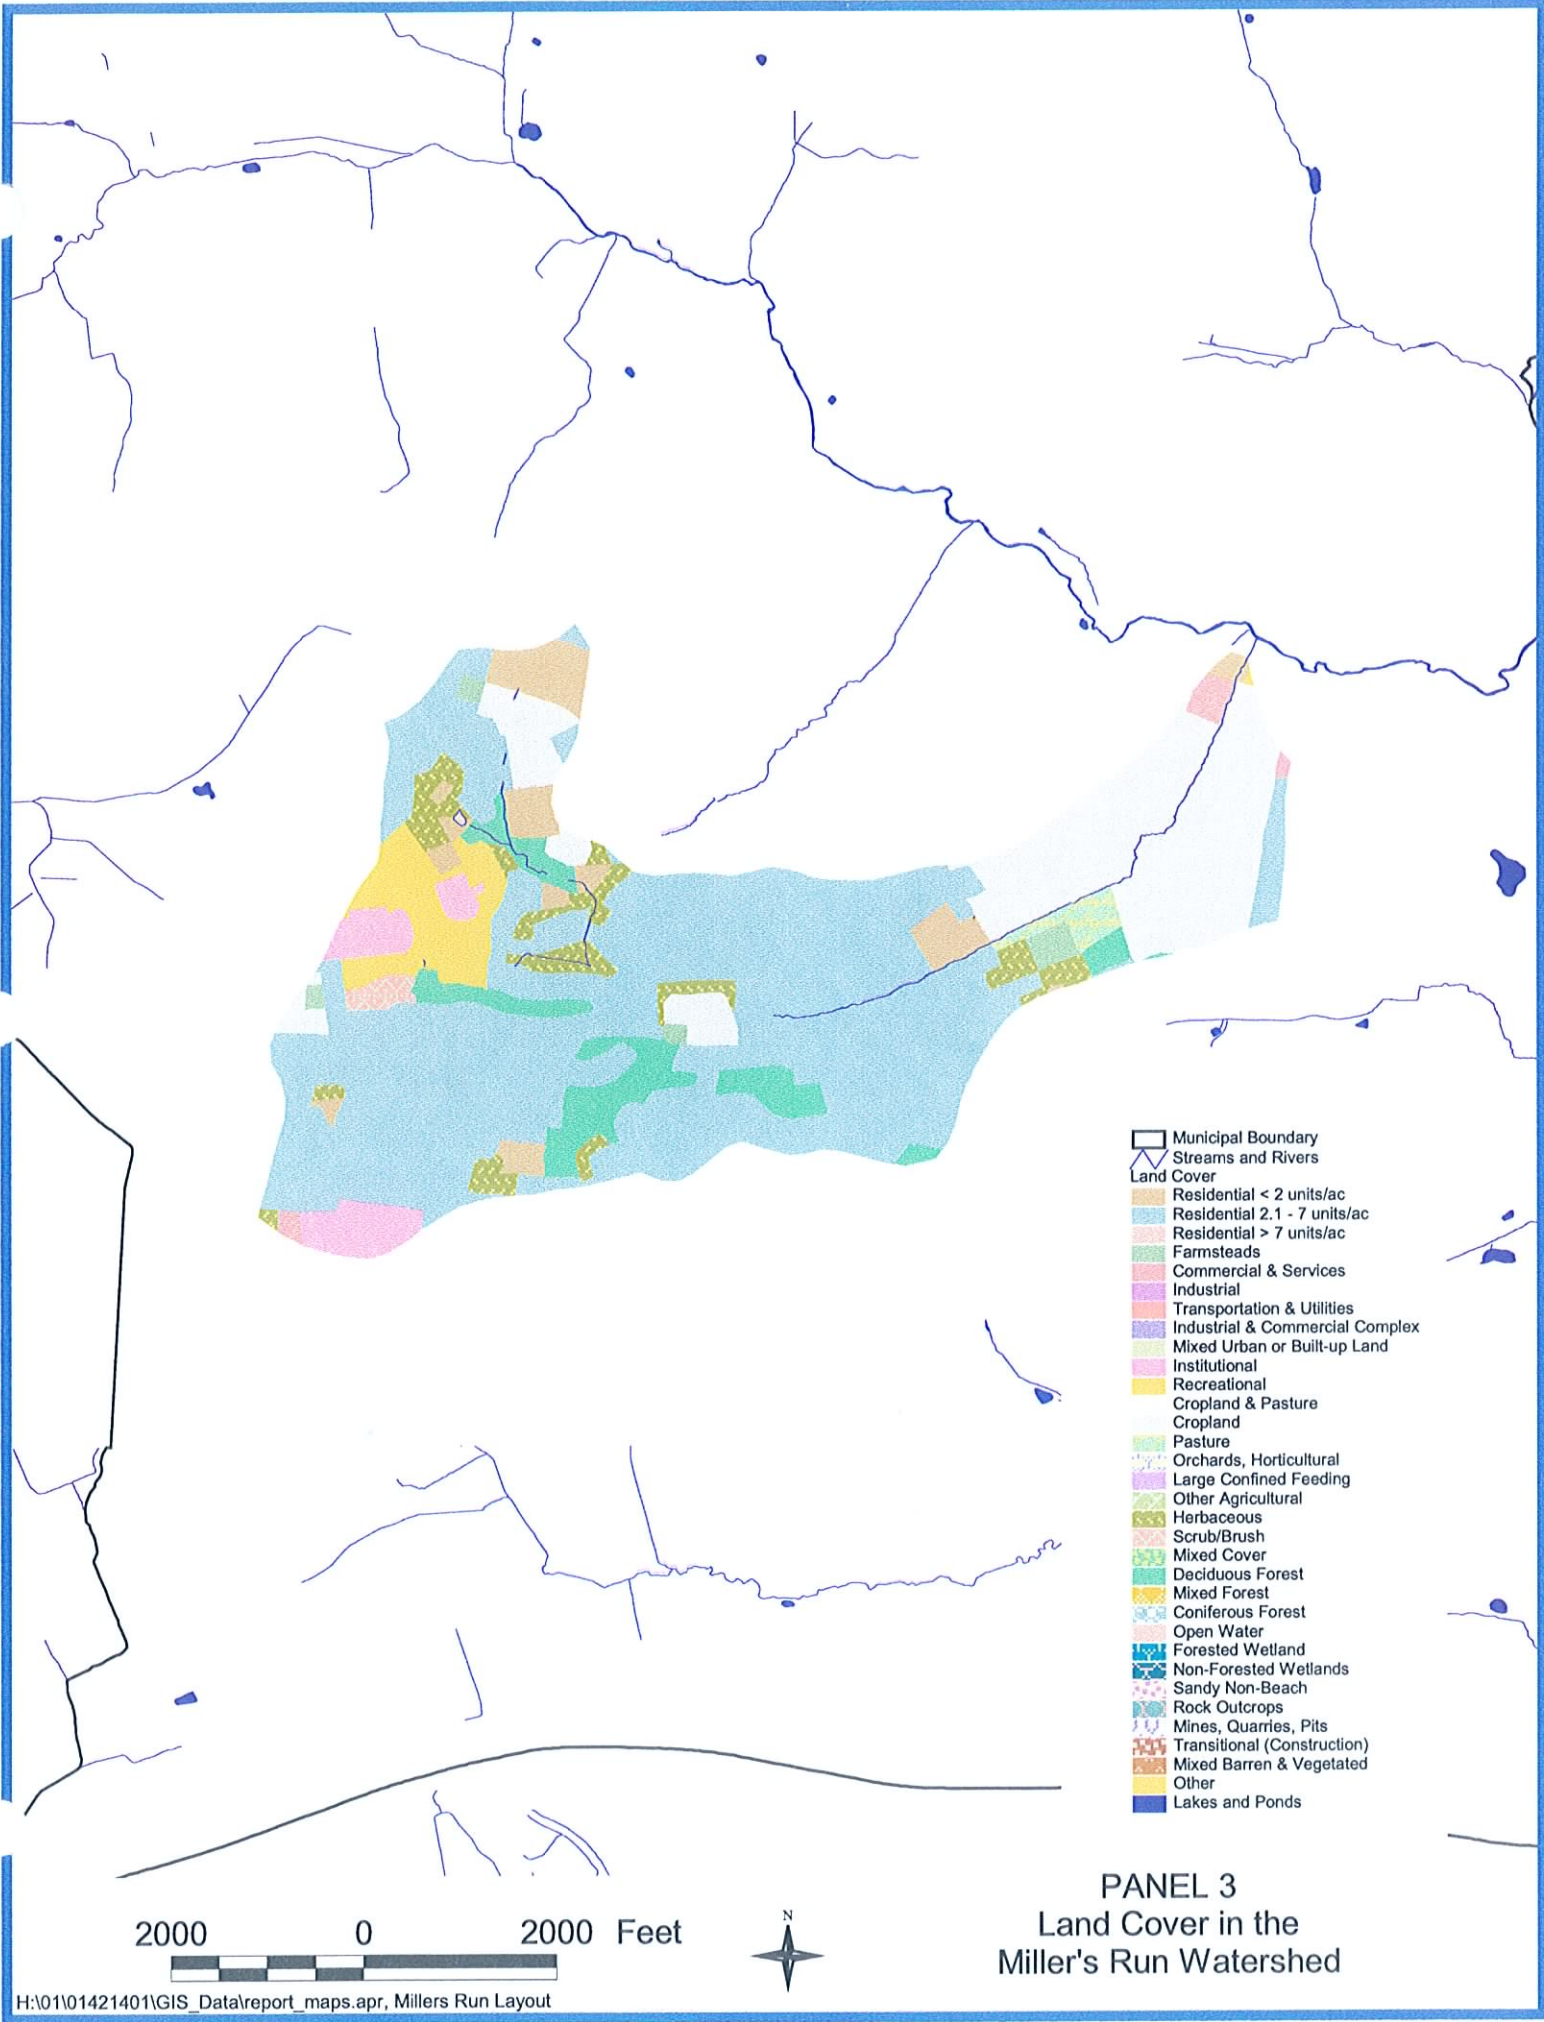 Municipal Boundary
Streams and Rivers
Land Cover
Residential < 2 units/ac
Residential 2.1 - 7 units/ac
Residential > 7 units/ac
Farmsteads
Commercial & Services
Industrial
Transportation & Utilities
Industrial & Commercial Complex
Mixed Urban or Built-up Land
Institutional
Recreational
Cropland & Pasture
Cropland
Pasture
Orchards, Horticultural
Large Confined Feeding
Other Agricultural
Herbaceous
Scrub/Brush
Mixed Cover
Deciduous Forest
Mixed Forest
Coniferous Forest
Open Water
Forested Wetland
Non-Forested Wetlands
Sandy Non-Beach
Rock Outcrops
Mines, Quarries, Pits
Transitional (Construction)
Mixed Barren & Vegetated
Other
Lakes and Ponds
PANEL 3
Land Cover in the
Miller's Run Watershed
N
2000 0 2000 Feet
H:\01\01421401\GIS_Data\report_maps.apr, Millers Run Layout